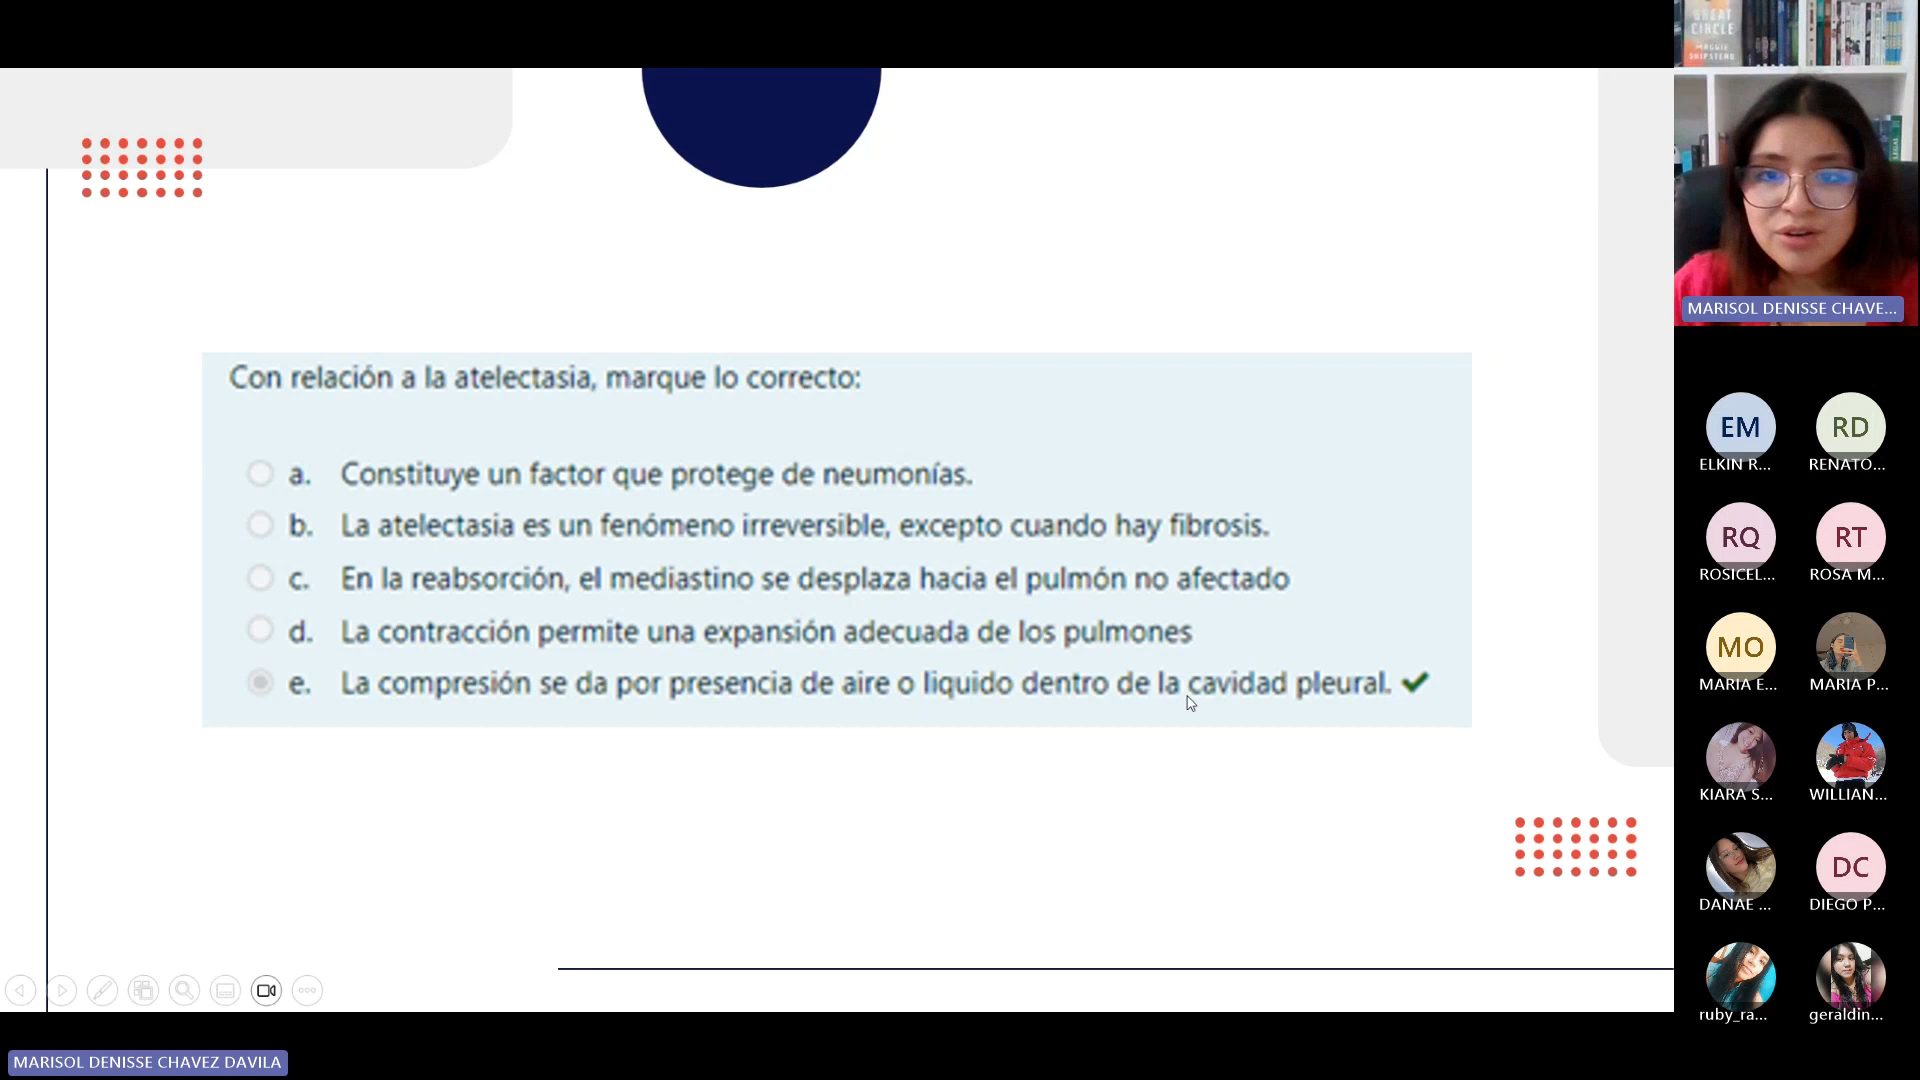 GREAT
CIRCLE
MAGGIE
SHIPSTEAD
MARISOL DENISSE CHAVE...
Con relación a la atelectasia, marque lo correcto:
a. Constituye un factor que protege de neumonías.
b. La atelectasia es un fenómeno irreversible, excepto cuando hay fibrosis.
c. En la reabsorción, el mediastino se desplaza hacia el pulmón no afectado
d. La contracción permite una expansión adecuada de los pulmones
e. La compresión se da por presencia de aire o liquido dentro de la cavidad pleural.
EM RD
ELKIN R... RENATO...
RQ RT
ROSICEL... ROSA M...
MO
MARIA E... MARIA P...
KIARA S... WILLIAN...
DC
DANAE ... DIEGO P...
ruby_ra... geraldin...
MARISOL DENISSE CHAVEZ DAVILA